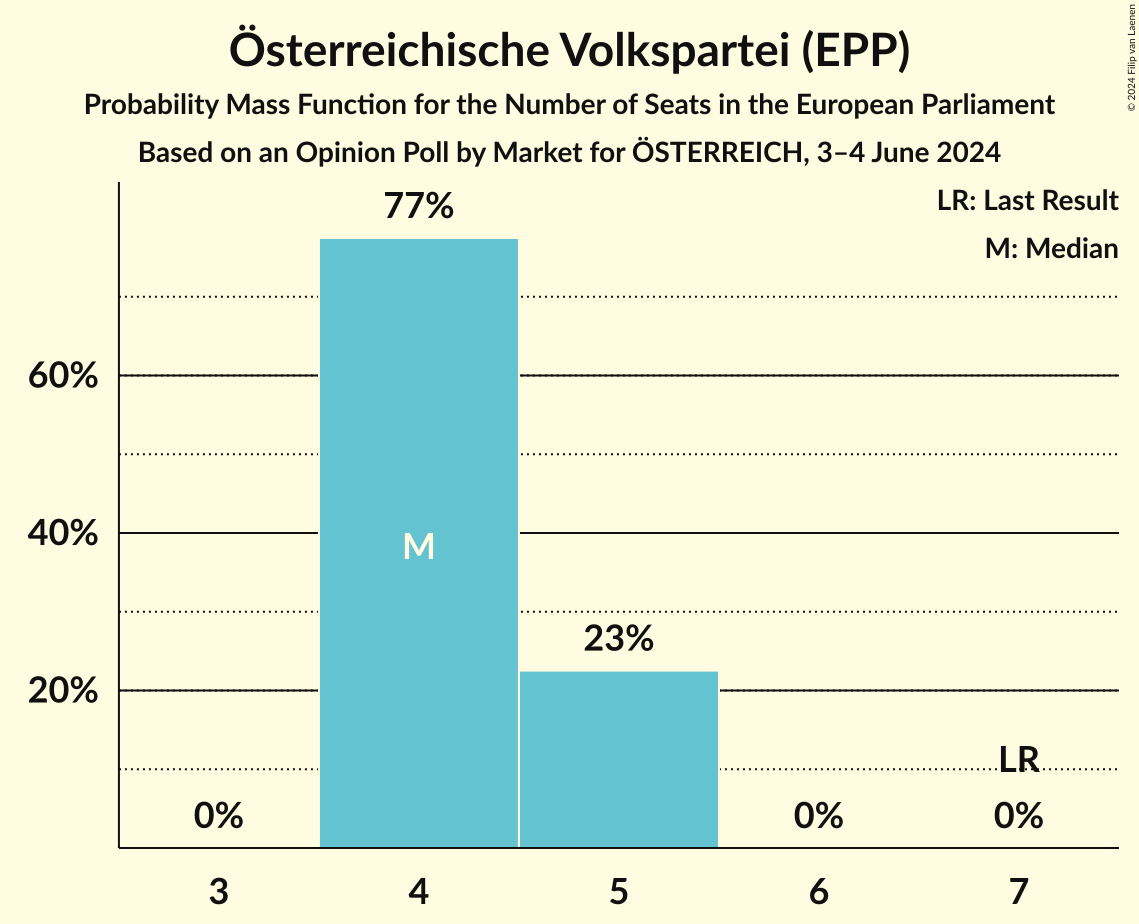 Österreichische Volkspartei (EPP)
Probability Mass Function for the Number of Seats in the European Parliament
Based on an Opinion Poll by Market for ÖSTERREICH, 3–4 June 2024
© 2024 Filip van Laenen
LR: Last Result
M: Median
77%
60%
40%
M
23%
20%
LR
0%
0%
0%
3
4
5
6
7